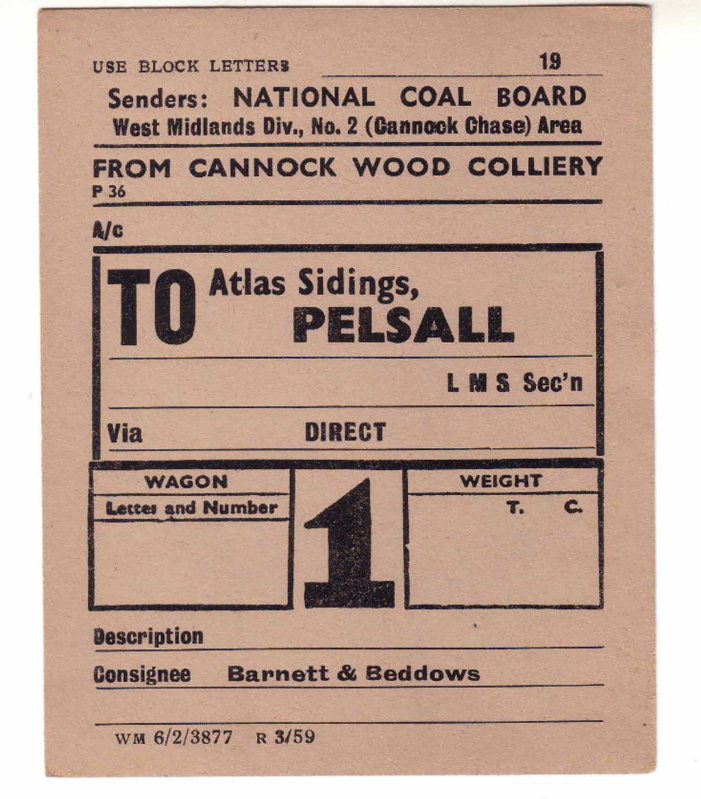 USE BLOCK LETTERS 19
Senders: NATIONAL COAL BOARD
West Midlands Div., No. 2 (Cannock Chase) Area
FROM CANNOCK WOOD COLLIERY
P 36
A/c
TO Atlas Sidings,
PELSALL
L M S Sec'n
Via DIRECT
WAGON 1 WEIGHT
Letter and Number T. C.
Description
Consignee Barnett & Beddows
WM 6/2/3877 R 3/59